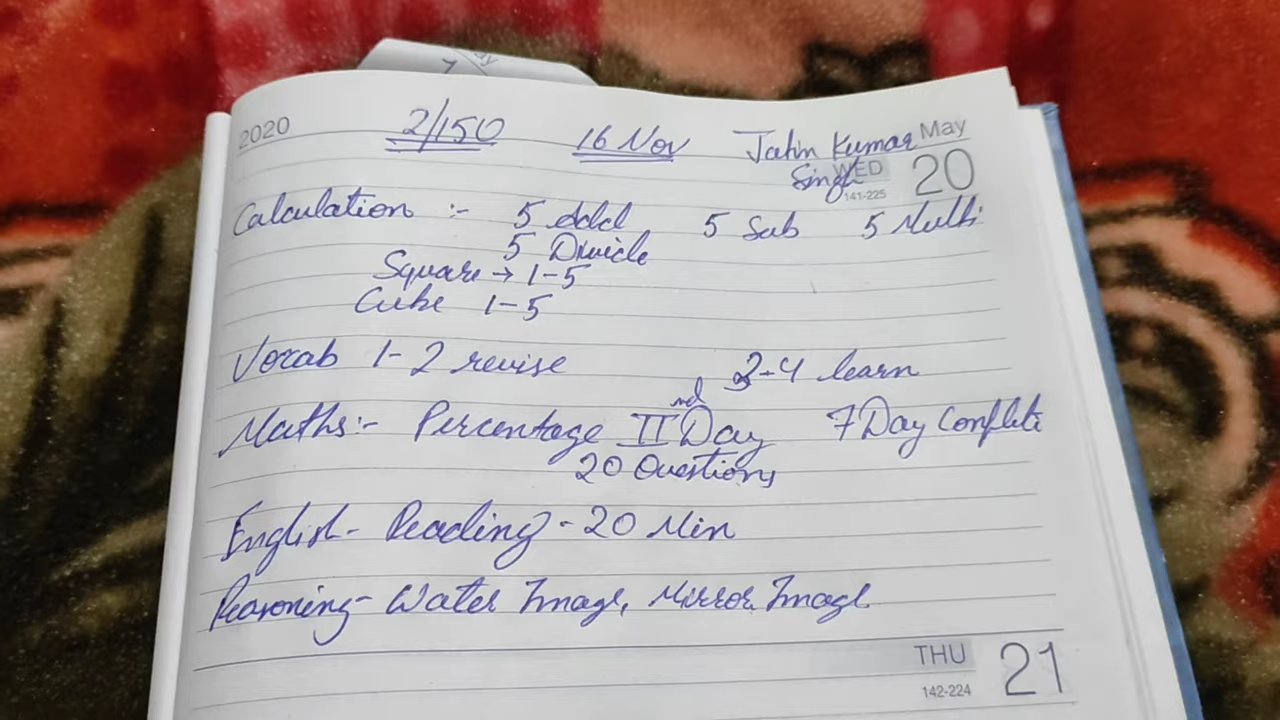 2020 2/150 16 Nov Jatin Kumar May
Singh WED 20
141-225
Calculation :- 5 Add 5 Sub 5 Multi
5 Divide
Square → 1-5
Cube 1-5
Vocab 1-2 revise 2-4 learn
Maths:- Percentage IInd Day 7 Day Complete
20 Questions
English- Reading - 20 Min
Reasoning- Water Image, Mirror Image
THU 21
142-224